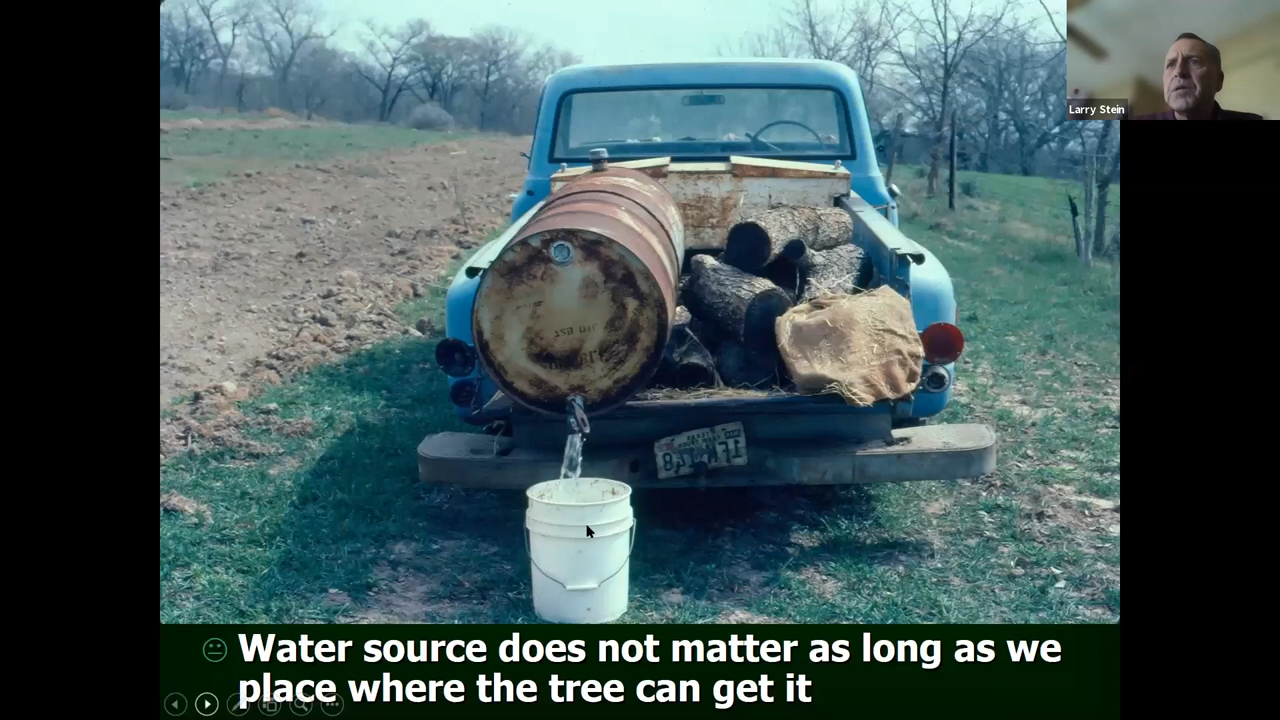 Larry Stein
Water source does not matter as long as we
place where the tree can get it